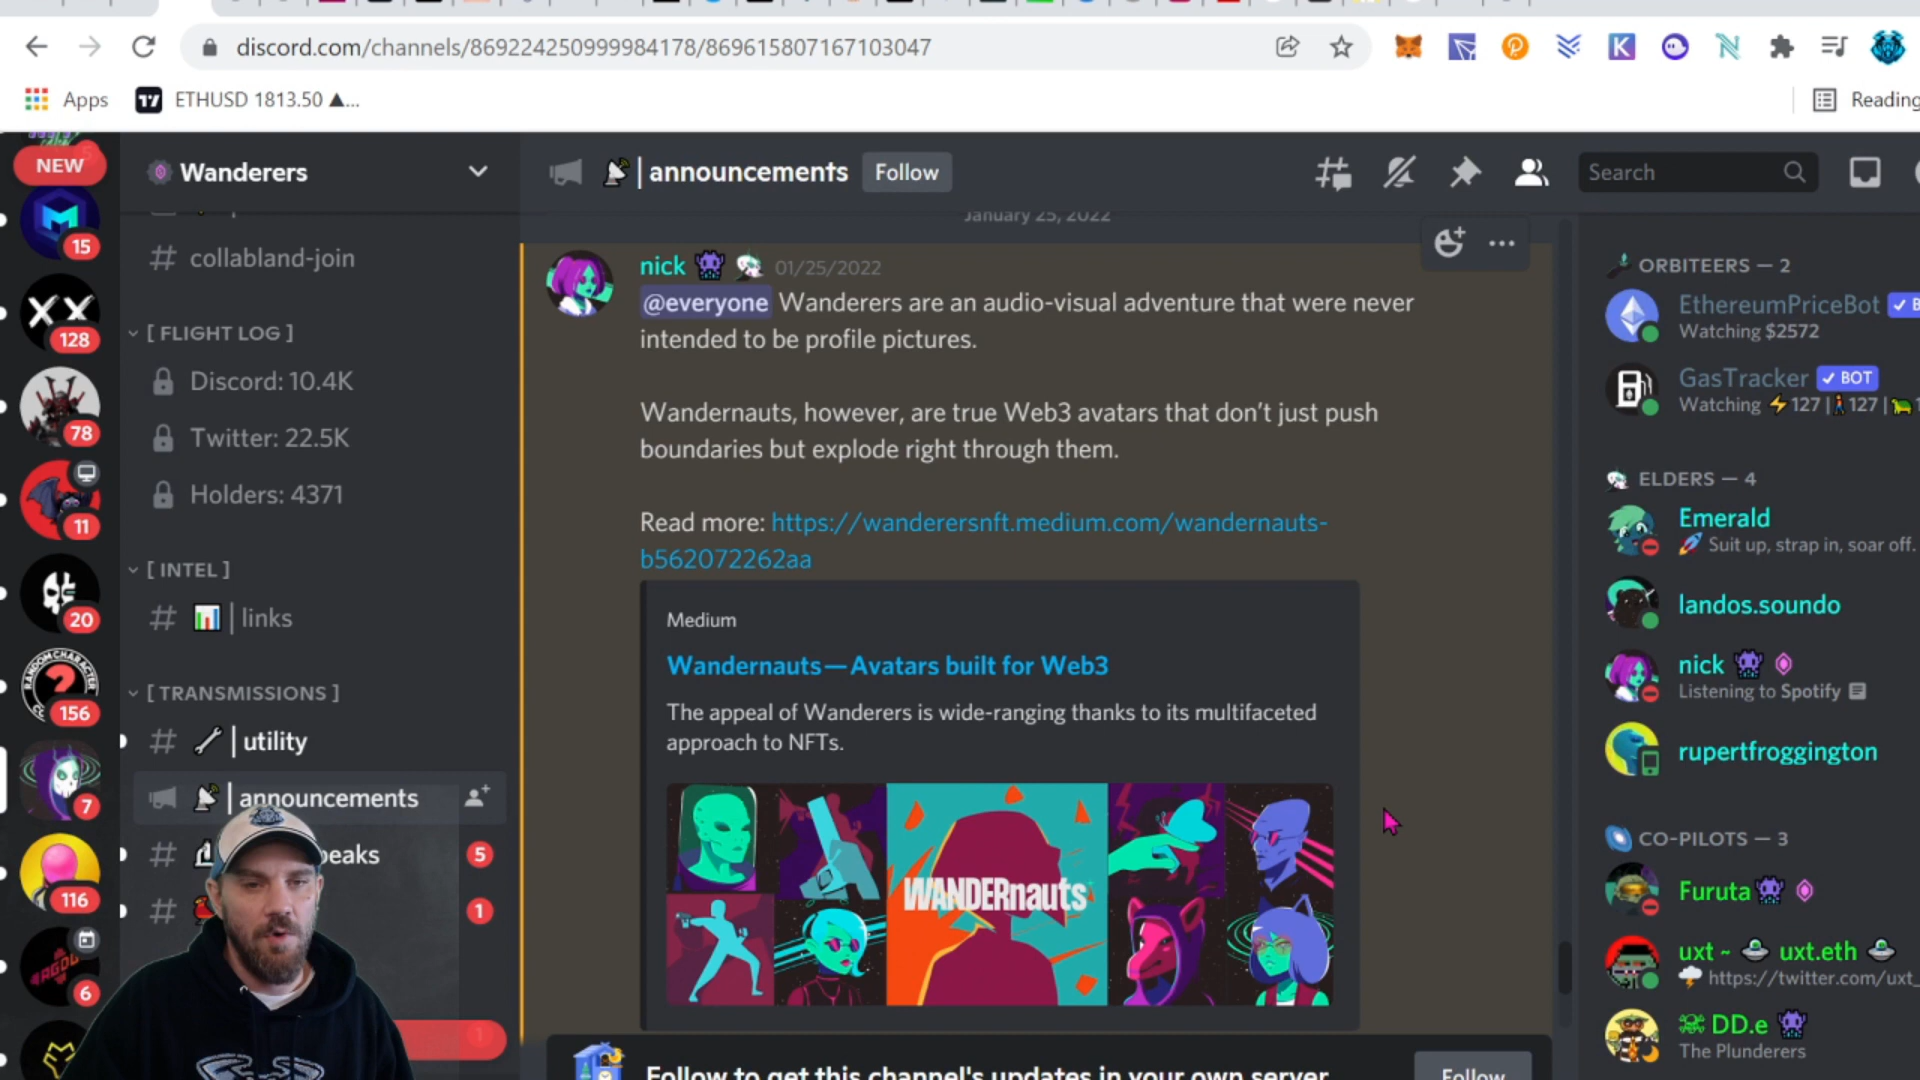 discord.com/channels/869224250999984178/869615807167103047
Apps
ETHUSD 1813.50 ▲...
Reading
NEW
Wanderers
| announcements
Follow
Search
January 25, 2022
collabland-join
nick 01/25/2022
@everyone Wanderers are an audio-visual adventure that were never
intended to be profile pictures.
Wandernauts, however, are true Web3 avatars that don’t just push
boundaries but explode right through them.
Read more: https://wanderersnft.medium.com/wandernauts-
b562072262aa
Medium
Wandernauts—Avatars built for Web3
The appeal of Wanderers is wide-ranging thanks to its multifaceted
approach to NFTs.
WANDERnauts
Follow to get this channel's updates in your own server.
Follow
[ FLIGHT LOG ]
Discord: 10.4K
Twitter: 22.5K
Holders: 4371
[ INTEL ]
| links
[ TRANSMISSIONS ]
| utility
| announcements
5
1
1
15
XX
128
78
11
20
RANDOM CHARACTER
?
156
7
116
6
ORBITEERS — 2
EthereumPriceBot
Watching $2572
GasTracker ✓ BOT
Watching ⚡127 | 127 |
ELDERS — 4
Emerald
Suit up, strap in, soar off.
landos.soundo
nick
Listening to Spotify
rupertfroggington
CO-PILOTS — 3
Furuta
uxt ~ uxt.eth
https://twitter.com/uxt_
DD.e
The Plunderers